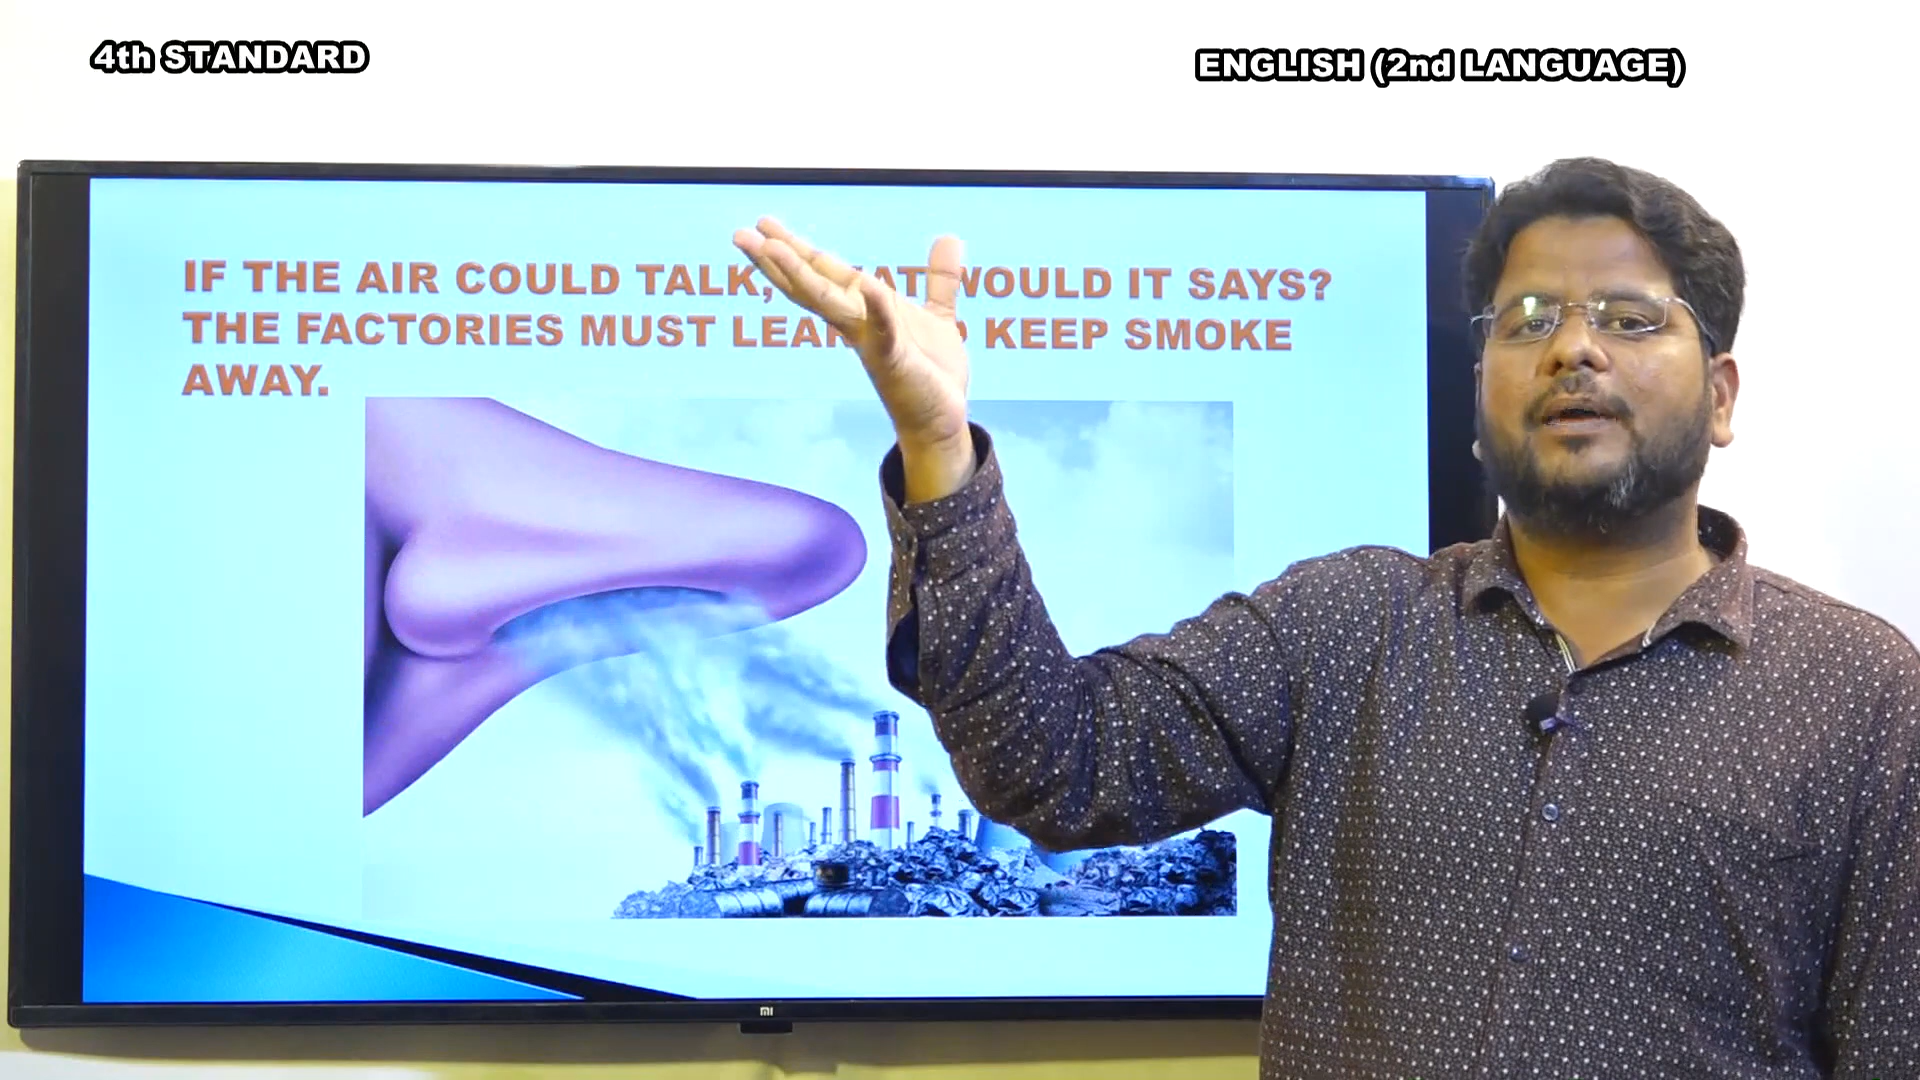 4th STANDARD
ENGLISH (2nd LANGUAGE)
IF THE AIR COULD TALK, WOULD IT SAYS?
THE FACTORIES MUST KEEP SMOKE
AWAY.
mi